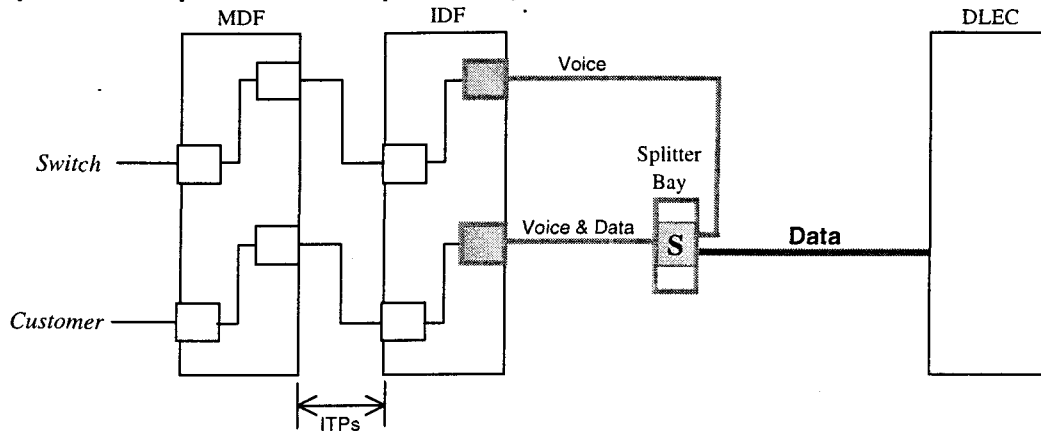 MDF
IDF
DLEC
Voice
Switch
Splitter
Bay
Voice & Data
S
Data
Customer
ITPs